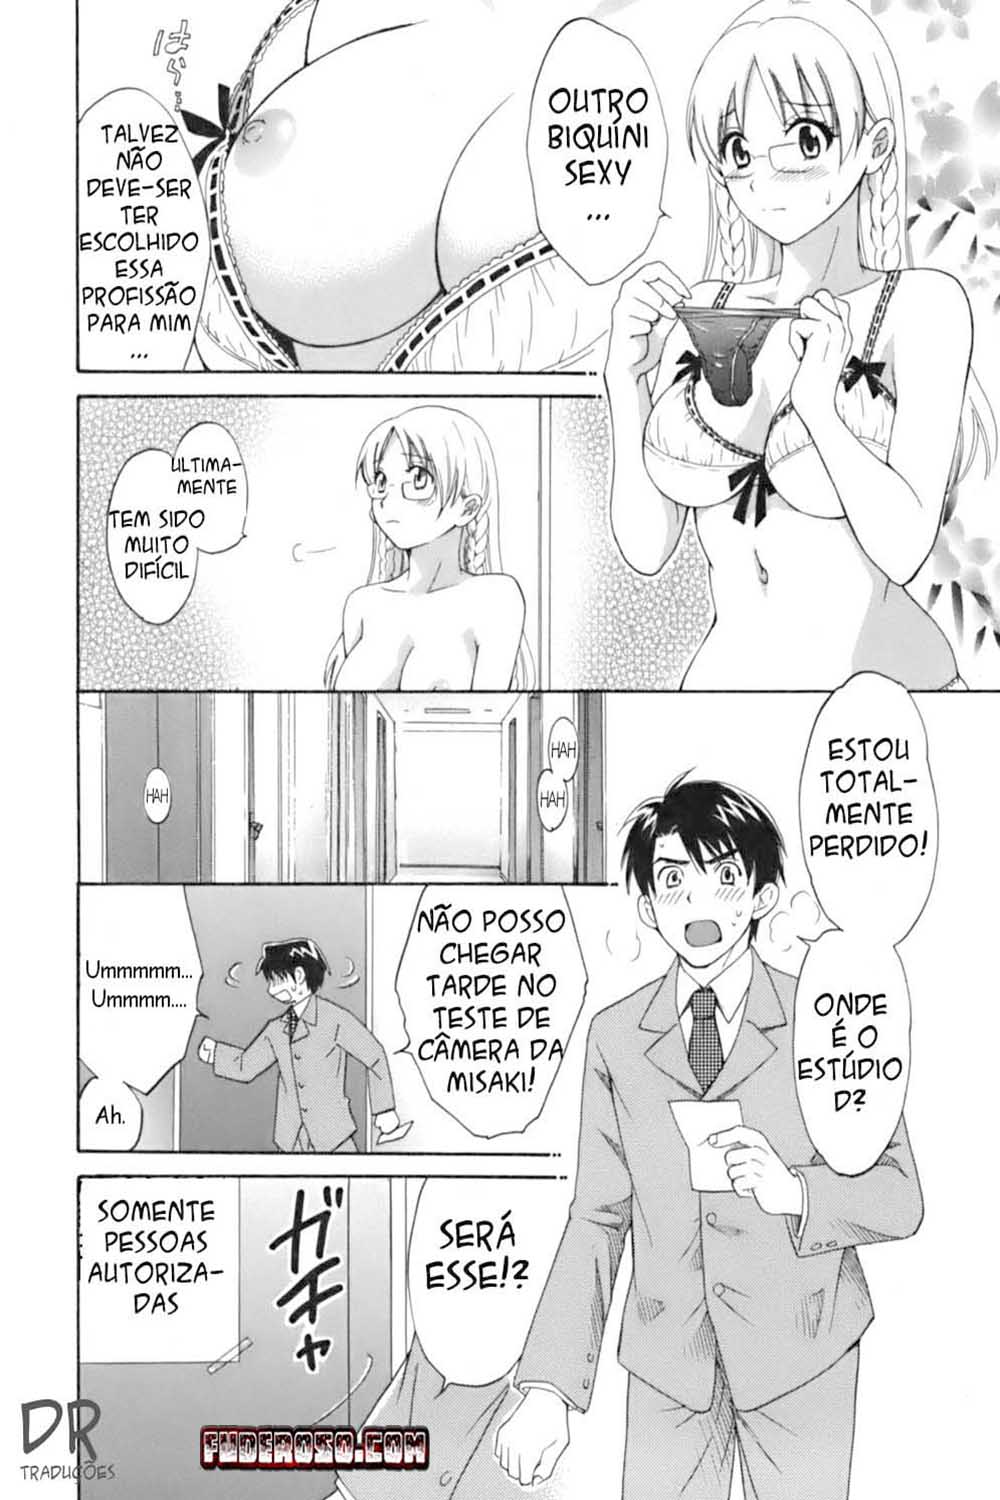 OUTRO
BIQUÍNI
SEXY
...
はら...
TALVEZ
NÃO
DEVE-SER
TER
ESCOLHIDO
ESSA
PROFISSÃO
PARA MIM
...
ULTIMA-
MENTE
TEM SIDO
MUITO
DIFÍCIL
HAH
HAH
HAH
ESTOU
TOTAL-
MENTE
PERDIDO!
ONDE
É O
ESTÚDIO
D?
NÃO POSSO
CHEGAR
TARDE NO
TESTE DE
CÂMERA DA
MISAKI!
Ummmmm...
Ummmm....
Ah.
SERÁ
ESSE!?
ガチャ
SOMENTE
PESSOAS
AUTORIZA-
DAS
DR
TRADUÇÕES
FUDEROSO.COM